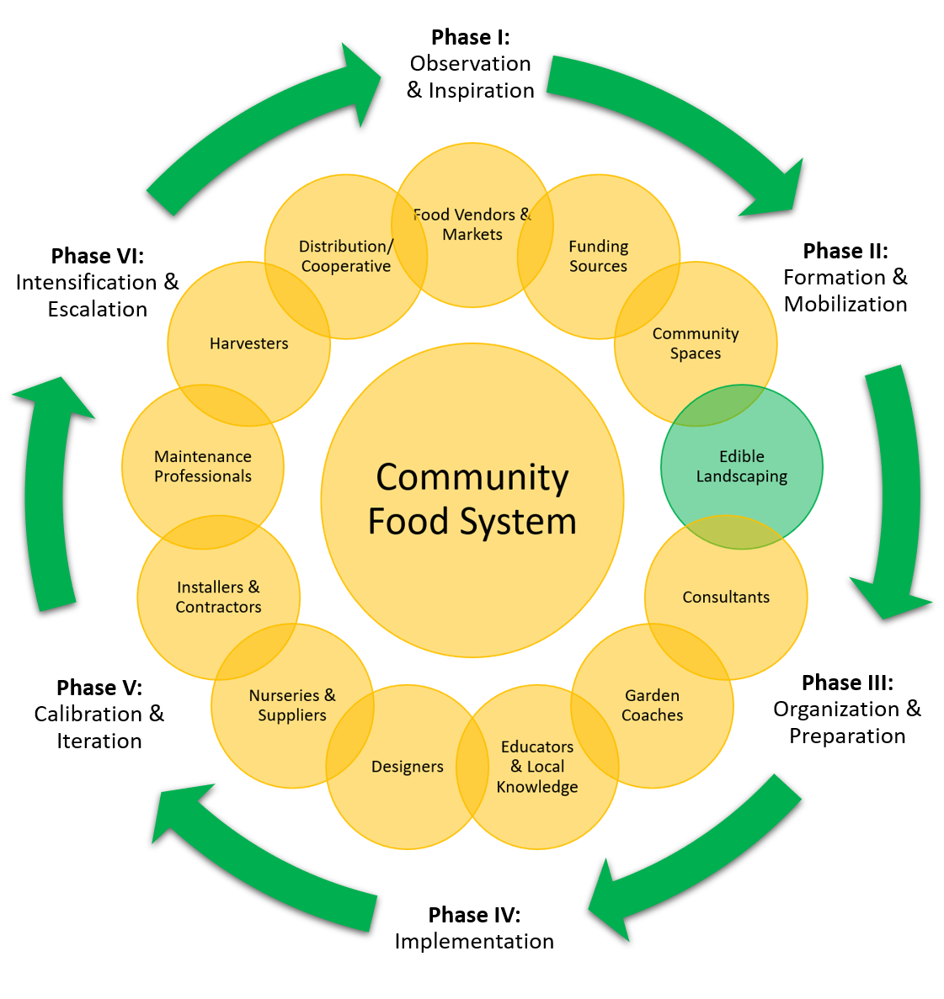 Phase I:
Observation
& Inspiration
Phase II:
Formation &
Mobilization
Phase III:
Organization &
Preparation
Phase IV:
Implementation
Phase V:
Calibration &
Iteration
Phase VI:
Intensification &
Escalation
Food Vendors &
Markets
Funding
Sources
Community
Spaces
Edible
Landscaping
Consultants
Garden
Coaches
Educators
& Local
Knowledge
Designers
Nurseries &
Suppliers
Installers &
Contractors
Maintenance
Professionals
Harvesters
Distribution/
Cooperative
Community
Food System